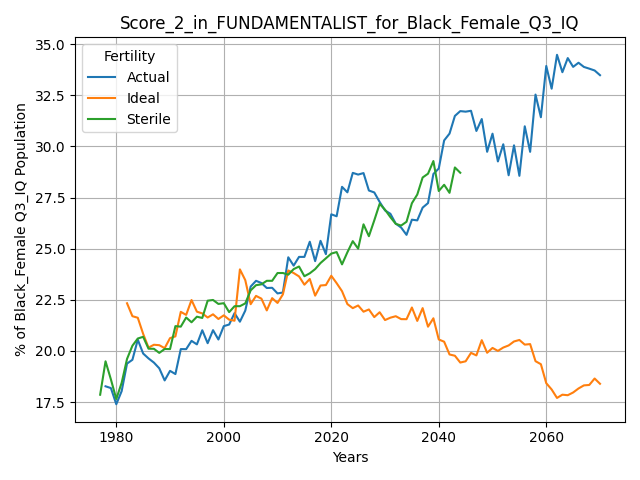 Score_2_in_FUNDAMENTALIST_for_Black_Female_Q3_IQ
Fertility
Actual
Ideal
Sterile
% of Black_Female Q3_IQ Population
35.0
32.5
30.0
27.5
25.0
22.5
20.0
17.5
1980 2000 2020 2040 2060
Years